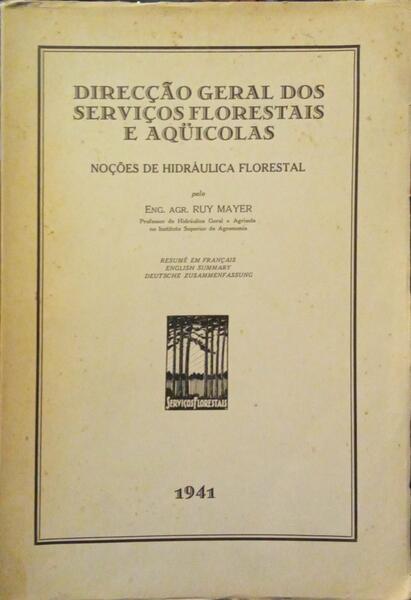 DIRECÇÃO GERAL DOS
SERVIÇOS FLORESTAIS
E AQÜICOLAS
NOÇÕES DE HIDRÁULICA FLORESTAL
pelo
ENG. AGR. RUY MAYER
Professor de Hidráulica Geral e Agrícola
no Instituto Superior de Agronomia
RESUMÉ EM FRANÇAIS
ENGLISH SUMMARY
DEUTSCHE ZUSAMMENFASSUNG
SERVIÇOS FLORESTAIS
1941